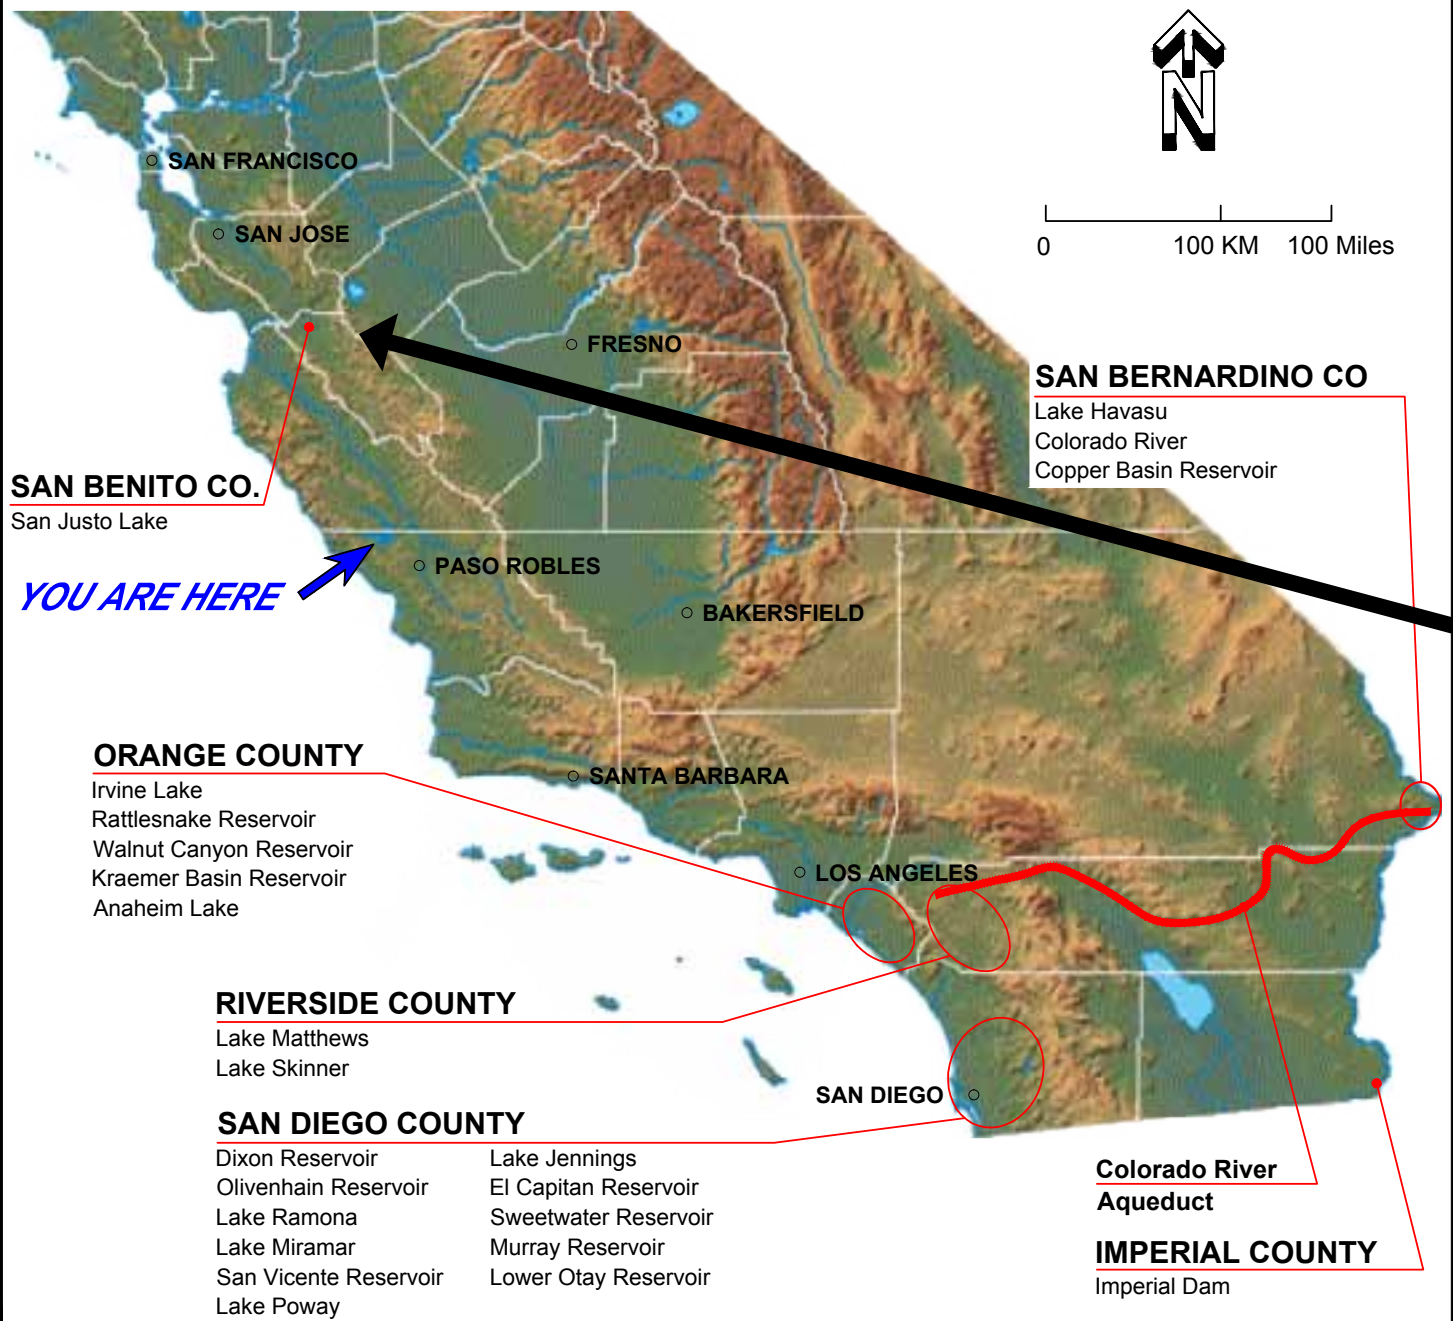 N
SAN FRANCISCO
SAN JOSE
0 100 KM 100 Miles
FRESNO
SAN BERNARDINO CO
Lake Havasu
Colorado River
Copper Basin Reservoir
SAN BENITO CO.
San Justo Lake
PASO ROBLES
YOU ARE HERE
BAKERSFIELD
ORANGE COUNTY
Irvine Lake
Rattlesnake Reservoir
Walnut Canyon Reservoir
Kraemer Basin Reservoir
Anaheim Lake
SANTA BARBARA
LOS ANGELES
RIVERSIDE COUNTY
Lake Matthews
Lake Skinner
SAN DIEGO
SAN DIEGO COUNTY
Dixon Reservoir
Olivenhain Reservoir
Lake Ramona
Lake Miramar
San Vicente Reservoir
Lake Poway
Lake Jennings
El Capitan Reservoir
Sweetwater Reservoir
Murray Reservoir
Lower Otay Reservoir
Colorado River
Aqueduct
IMPERIAL COUNTY
Imperial Dam